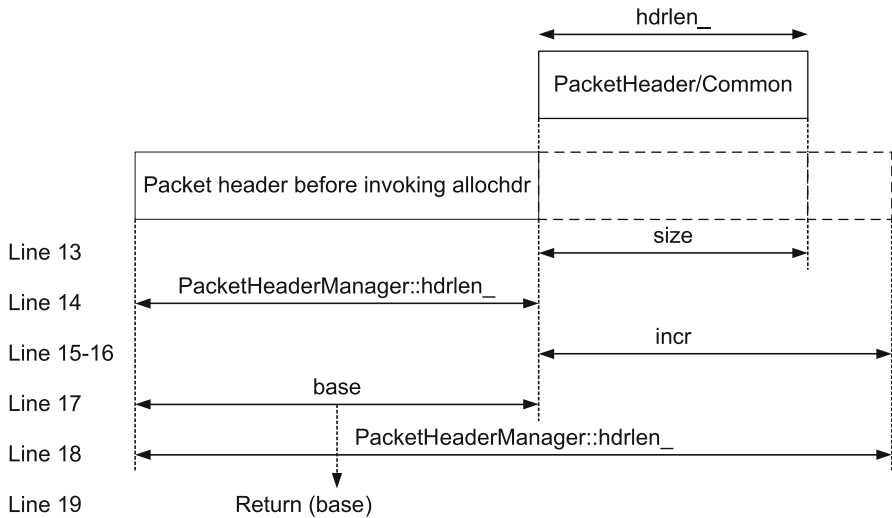 hdrlen_
PacketHeader/Common
Packet header before invoking allochdr
Line 13
size
Line 14
PacketHeaderManager::hdrlen_
Line 15-16
incr
Line 17
base
Line 18
PacketHeaderManager::hdrlen_
Line 19
Return (base)